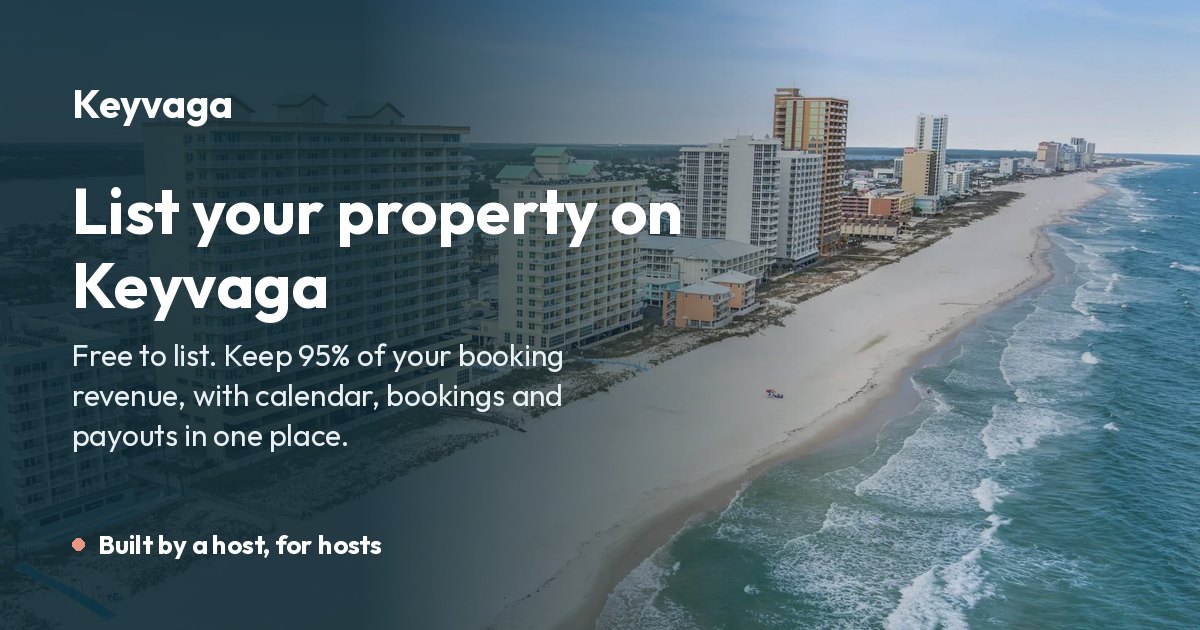 Keyvaga
List your property on
Keyvaga
Free to list. Keep 95% of your booking
revenue, with calendar, bookings and
payouts in one place.
Built by a host, for hosts